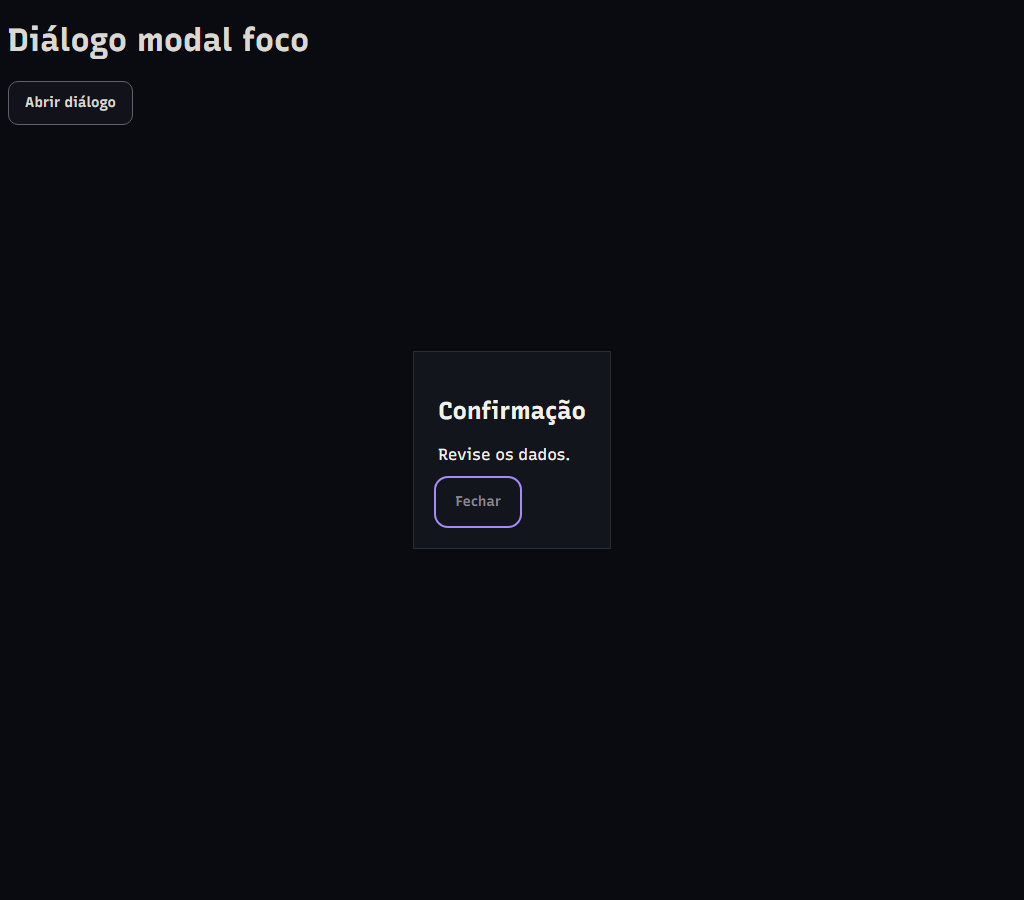 Diálogo modal foco
Abrir diálogo
Confirmação
Revise os dados.
Fechar